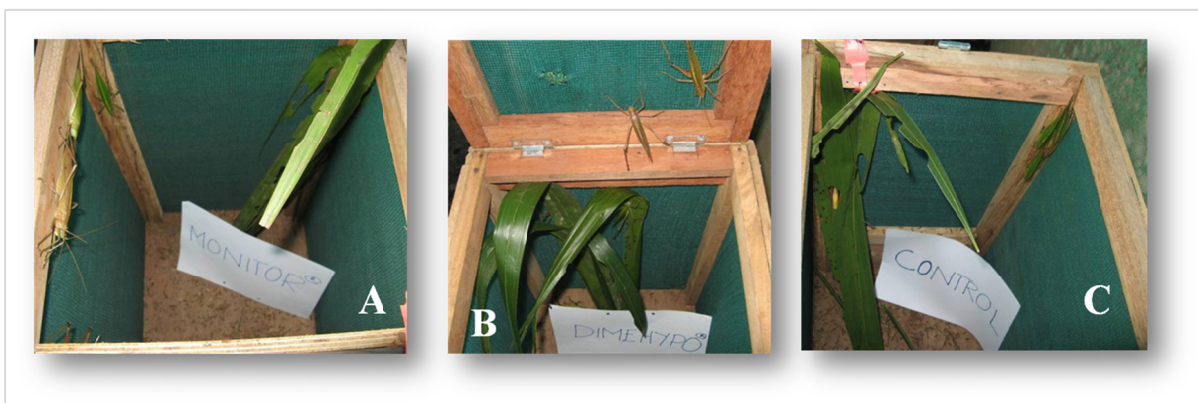 MONITOR®
A
DIMEHYPO®
B
CONTROL
C